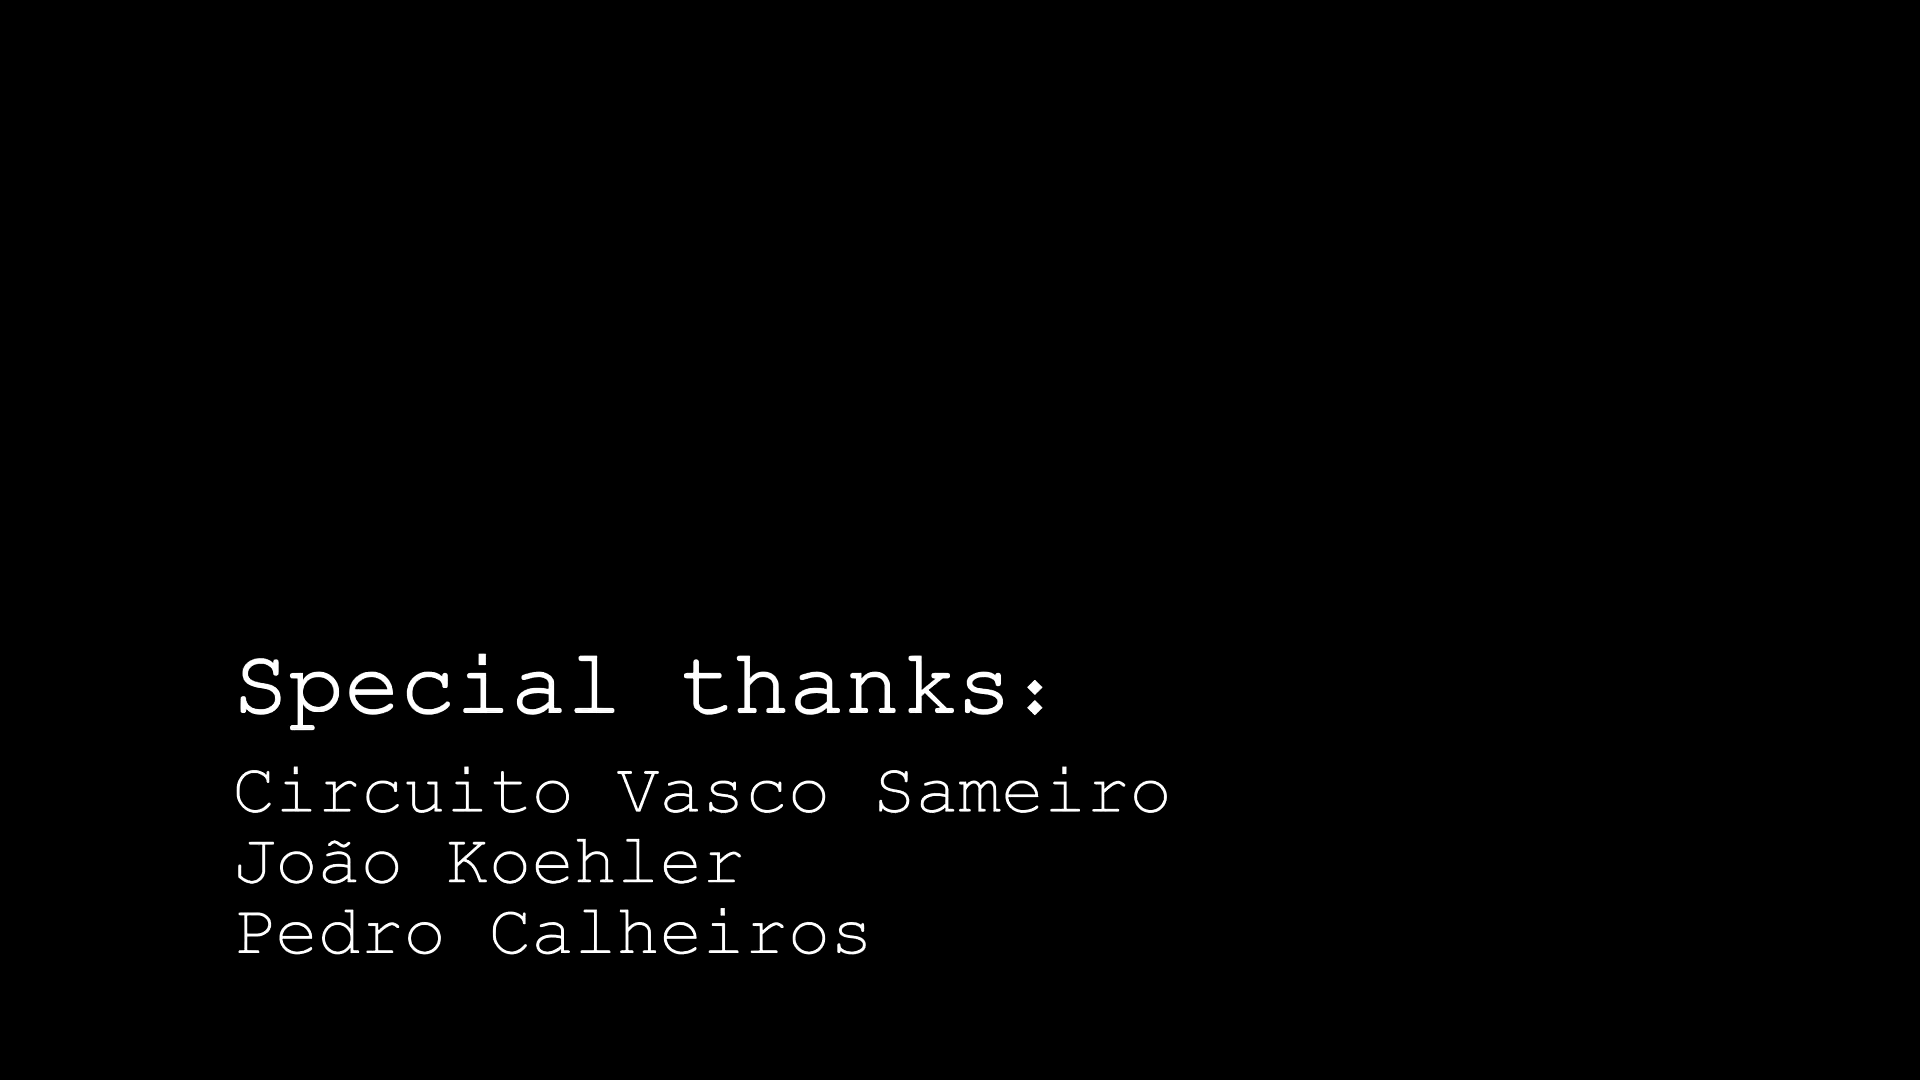 Special thanks:
Circuito Vasco Sameiro
João Koehler
Pedro Calheiros